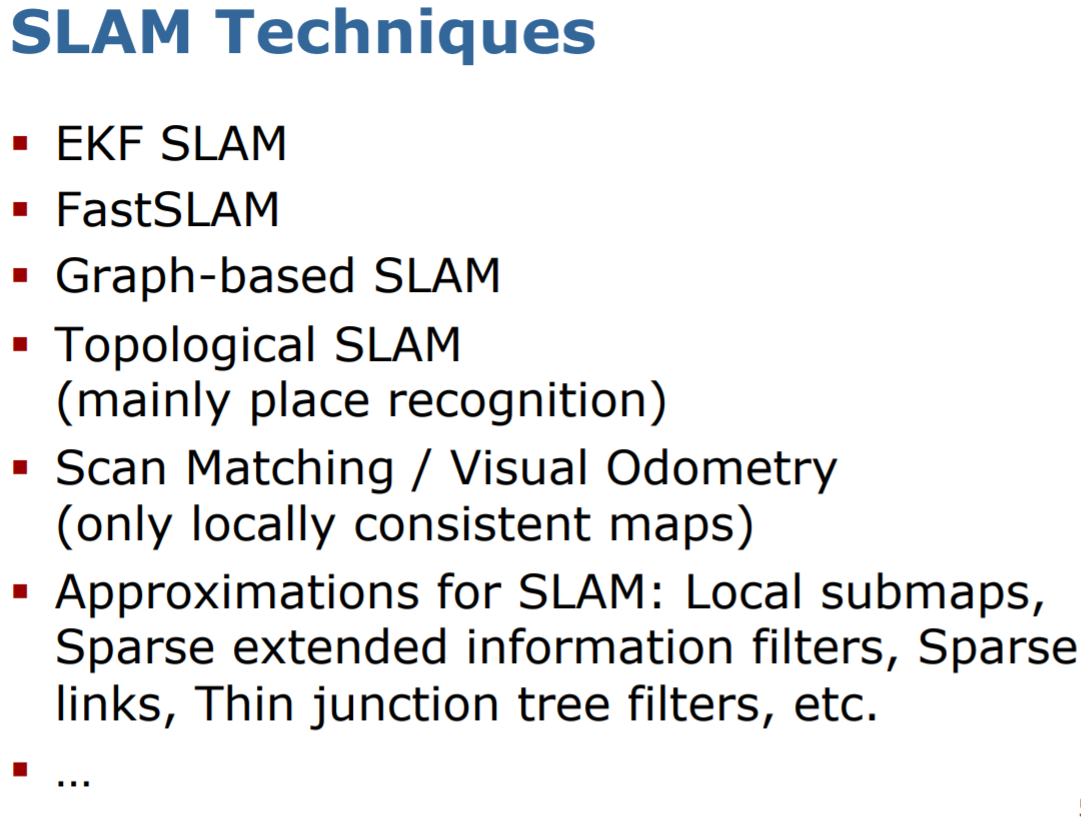 SLAM Techniques
▪ EKF SLAM
▪ FastSLAM
▪ Graph-based SLAM
▪ Topological SLAM
(mainly place recognition)
▪ Scan Matching / Visual Odometry
(only locally consistent maps)
▪ Approximations for SLAM: Local submaps,
Sparse extended information filters, Sparse
links, Thin junction tree filters, etc.
▪ …